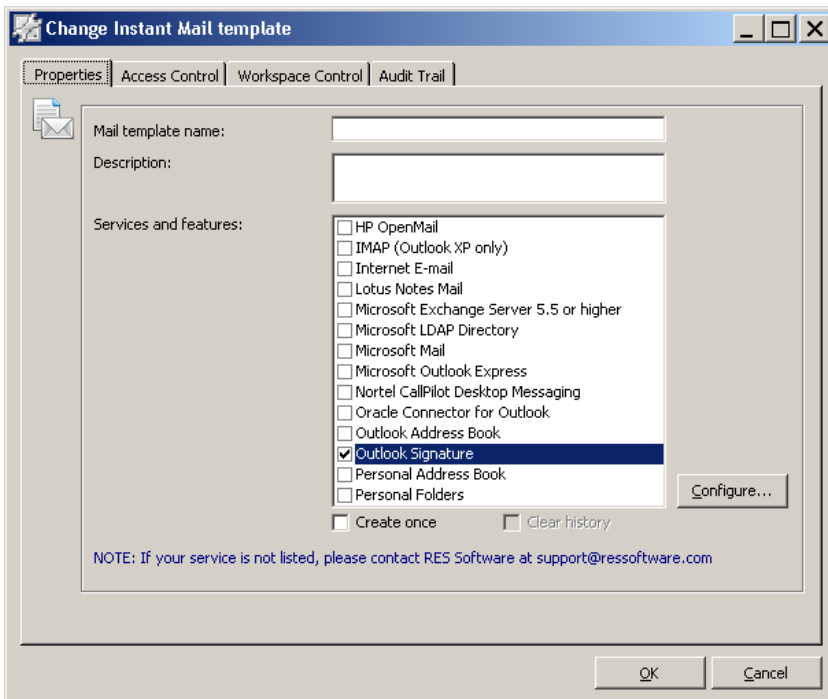 Change Instant Mail template
Properties Access Control Workspace Control Audit Trail
Mail template name:
Description:
Services and features:
HP OpenMail
IMAP (Outlook XP only)
Internet E-mail
Lotus Notes Mail
Microsoft Exchange Server 5.5 or higher
Microsoft LDAP Directory
Microsoft Mail
Microsoft Outlook Express
Nortel CallPilot Desktop Messaging
Oracle Connector for Outlook
Outlook Address Book
Outlook Signature
Personal Address Book
Personal Folders
Configure...
Create once Clear history
NOTE: If your service is not listed, please contact RES Software at support@ressoftware.com
OK Cancel